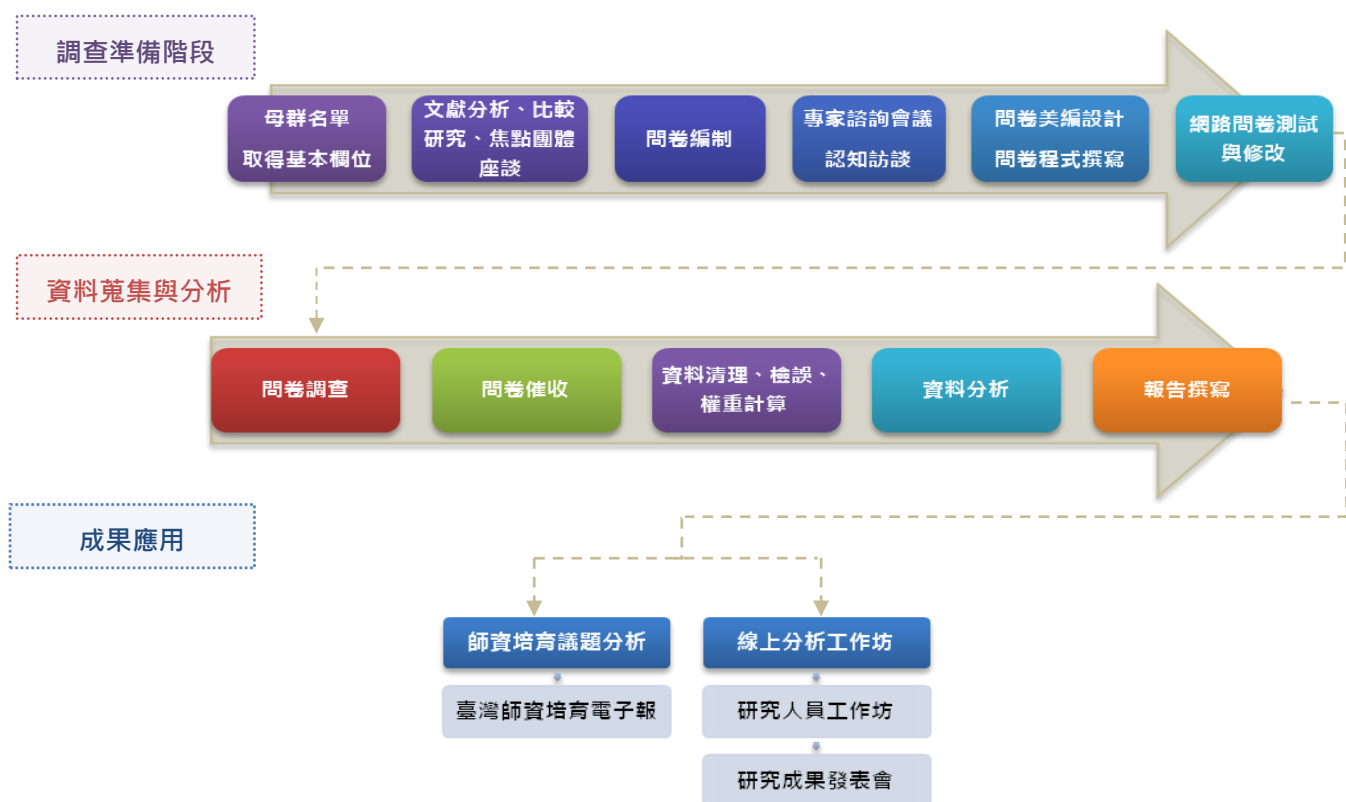 調查準備階段
母群名單
取得基本欄位
文獻分析、比較
研究、焦點團體
座談
問卷編制
專家諮詢會議
認知訪談
問卷美編設計
問卷程式撰寫
網路問卷測試
與修改
資料蒐集與分析
問卷調查
問卷催收
資料清理、檢誤、
權重計算
資料分析
報告撰寫
成果應用
師資培育議題分析
臺灣師資培育電子報
線上分析工作坊
研究人員工作坊
研究成果發表會